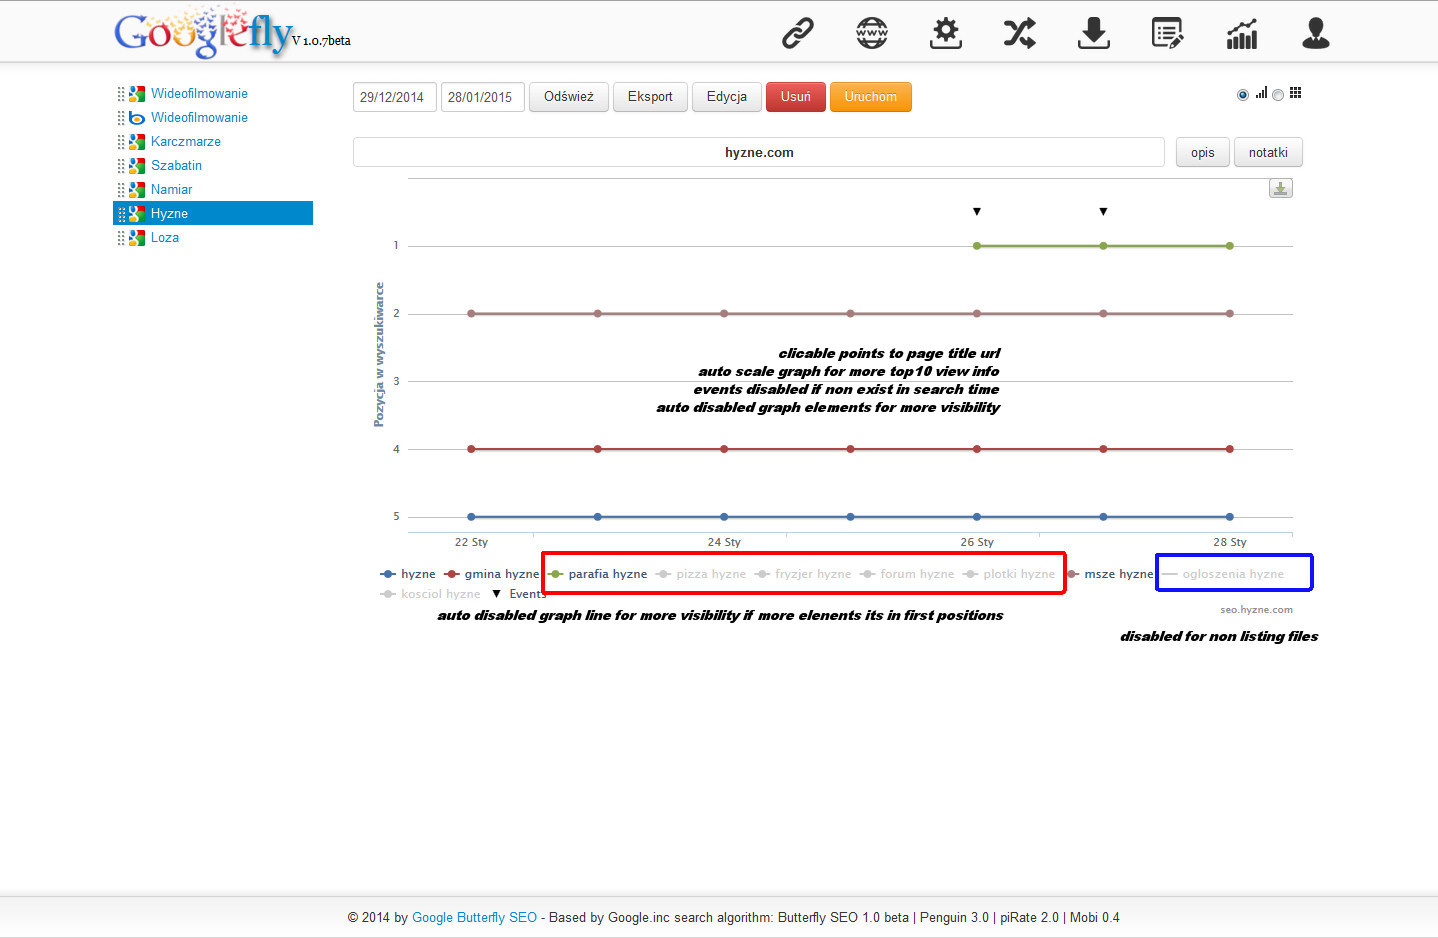 Googlefly V 1.0.7beta
Wideofilmowanie
Wideofilmowanie
Karczmarze
Szabatin
Namiar
Hyzne
Loza
29/12/2014 28/01/2015 Odśwież Eksport Edycja Usuń Uruchom
hyzne.com opis notatki
Pozycja w wyszukiwarce
1
2
3
4
5
clicable points to page title url
auto scale graph for more top10 view info
events disabled if non exist in search time
auto disabled graph elements for more visibility
22 Sty 24 Sty 26 Sty 28 Sty
hyzne gmina hyzne parafia hyzne pizza hyzne fryzjer hyzne forum hyzne plotki hyzne msze hyzne ogloszenia hyzne
kosciol hyzne Events
seo.hyzne.com
auto disabled graph line for more visibility if more elenents its in first positions
disabled for non listing files
© 2014 by Google Butterfly SEO - Based by Google.inc search algorithm: Butterfly SEO 1.0 beta | Penguin 3.0 | piRate 2.0 | Mobi 0.4